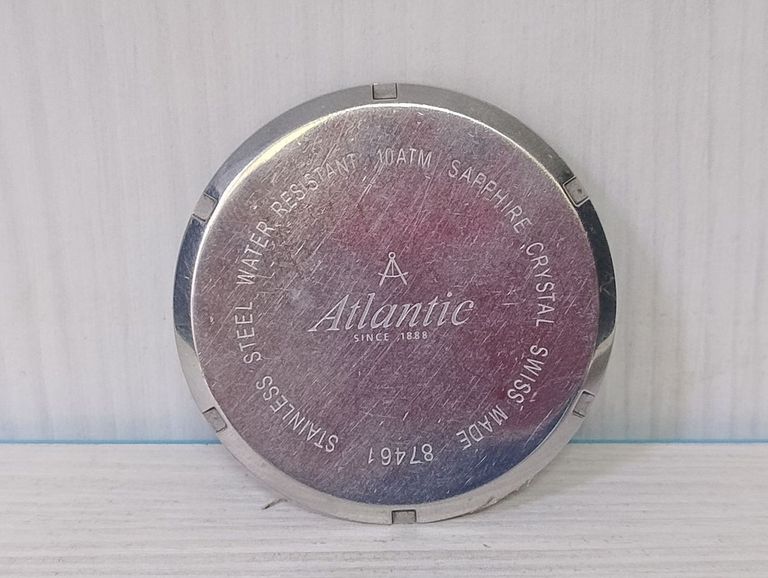 STAINLESS STEEL WATER RESISTANT 10ATM SAPPHIRE CRYSTAL SWISS MADE 87461
Atlantic
SINCE 1888